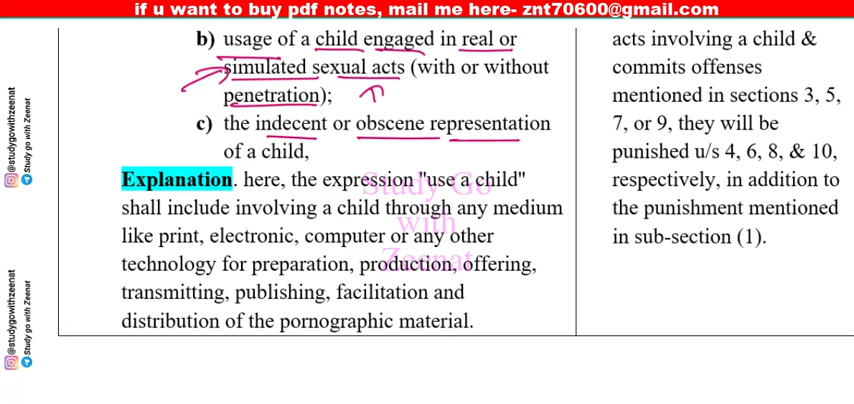 if u want to buy pdf notes, mail me here- znt70600@gmail.com
b) usage of a child engaged in real or
simulated sexual acts (with or without
penetration);
c) the indecent or obscene representation
of a child,
Explanation. here, the expression "use a child"
shall include involving a child through any medium
like print, electronic, computer or any other
technology for preparation, production, offering,
transmitting, publishing, facilitation and
distribution of the pornographic material.
acts involving a child &
commits offenses
mentioned in sections 3, 5,
7, or 9, they will be
punished u/s 4, 6, 8, & 10,
respectively, in addition to
the punishment mentioned
in sub-section (1).
Study Go
with
Zeenat
@studygowithzeenat
Study go with Zeenat
@studygowithzeenat
Study go with Zeenat